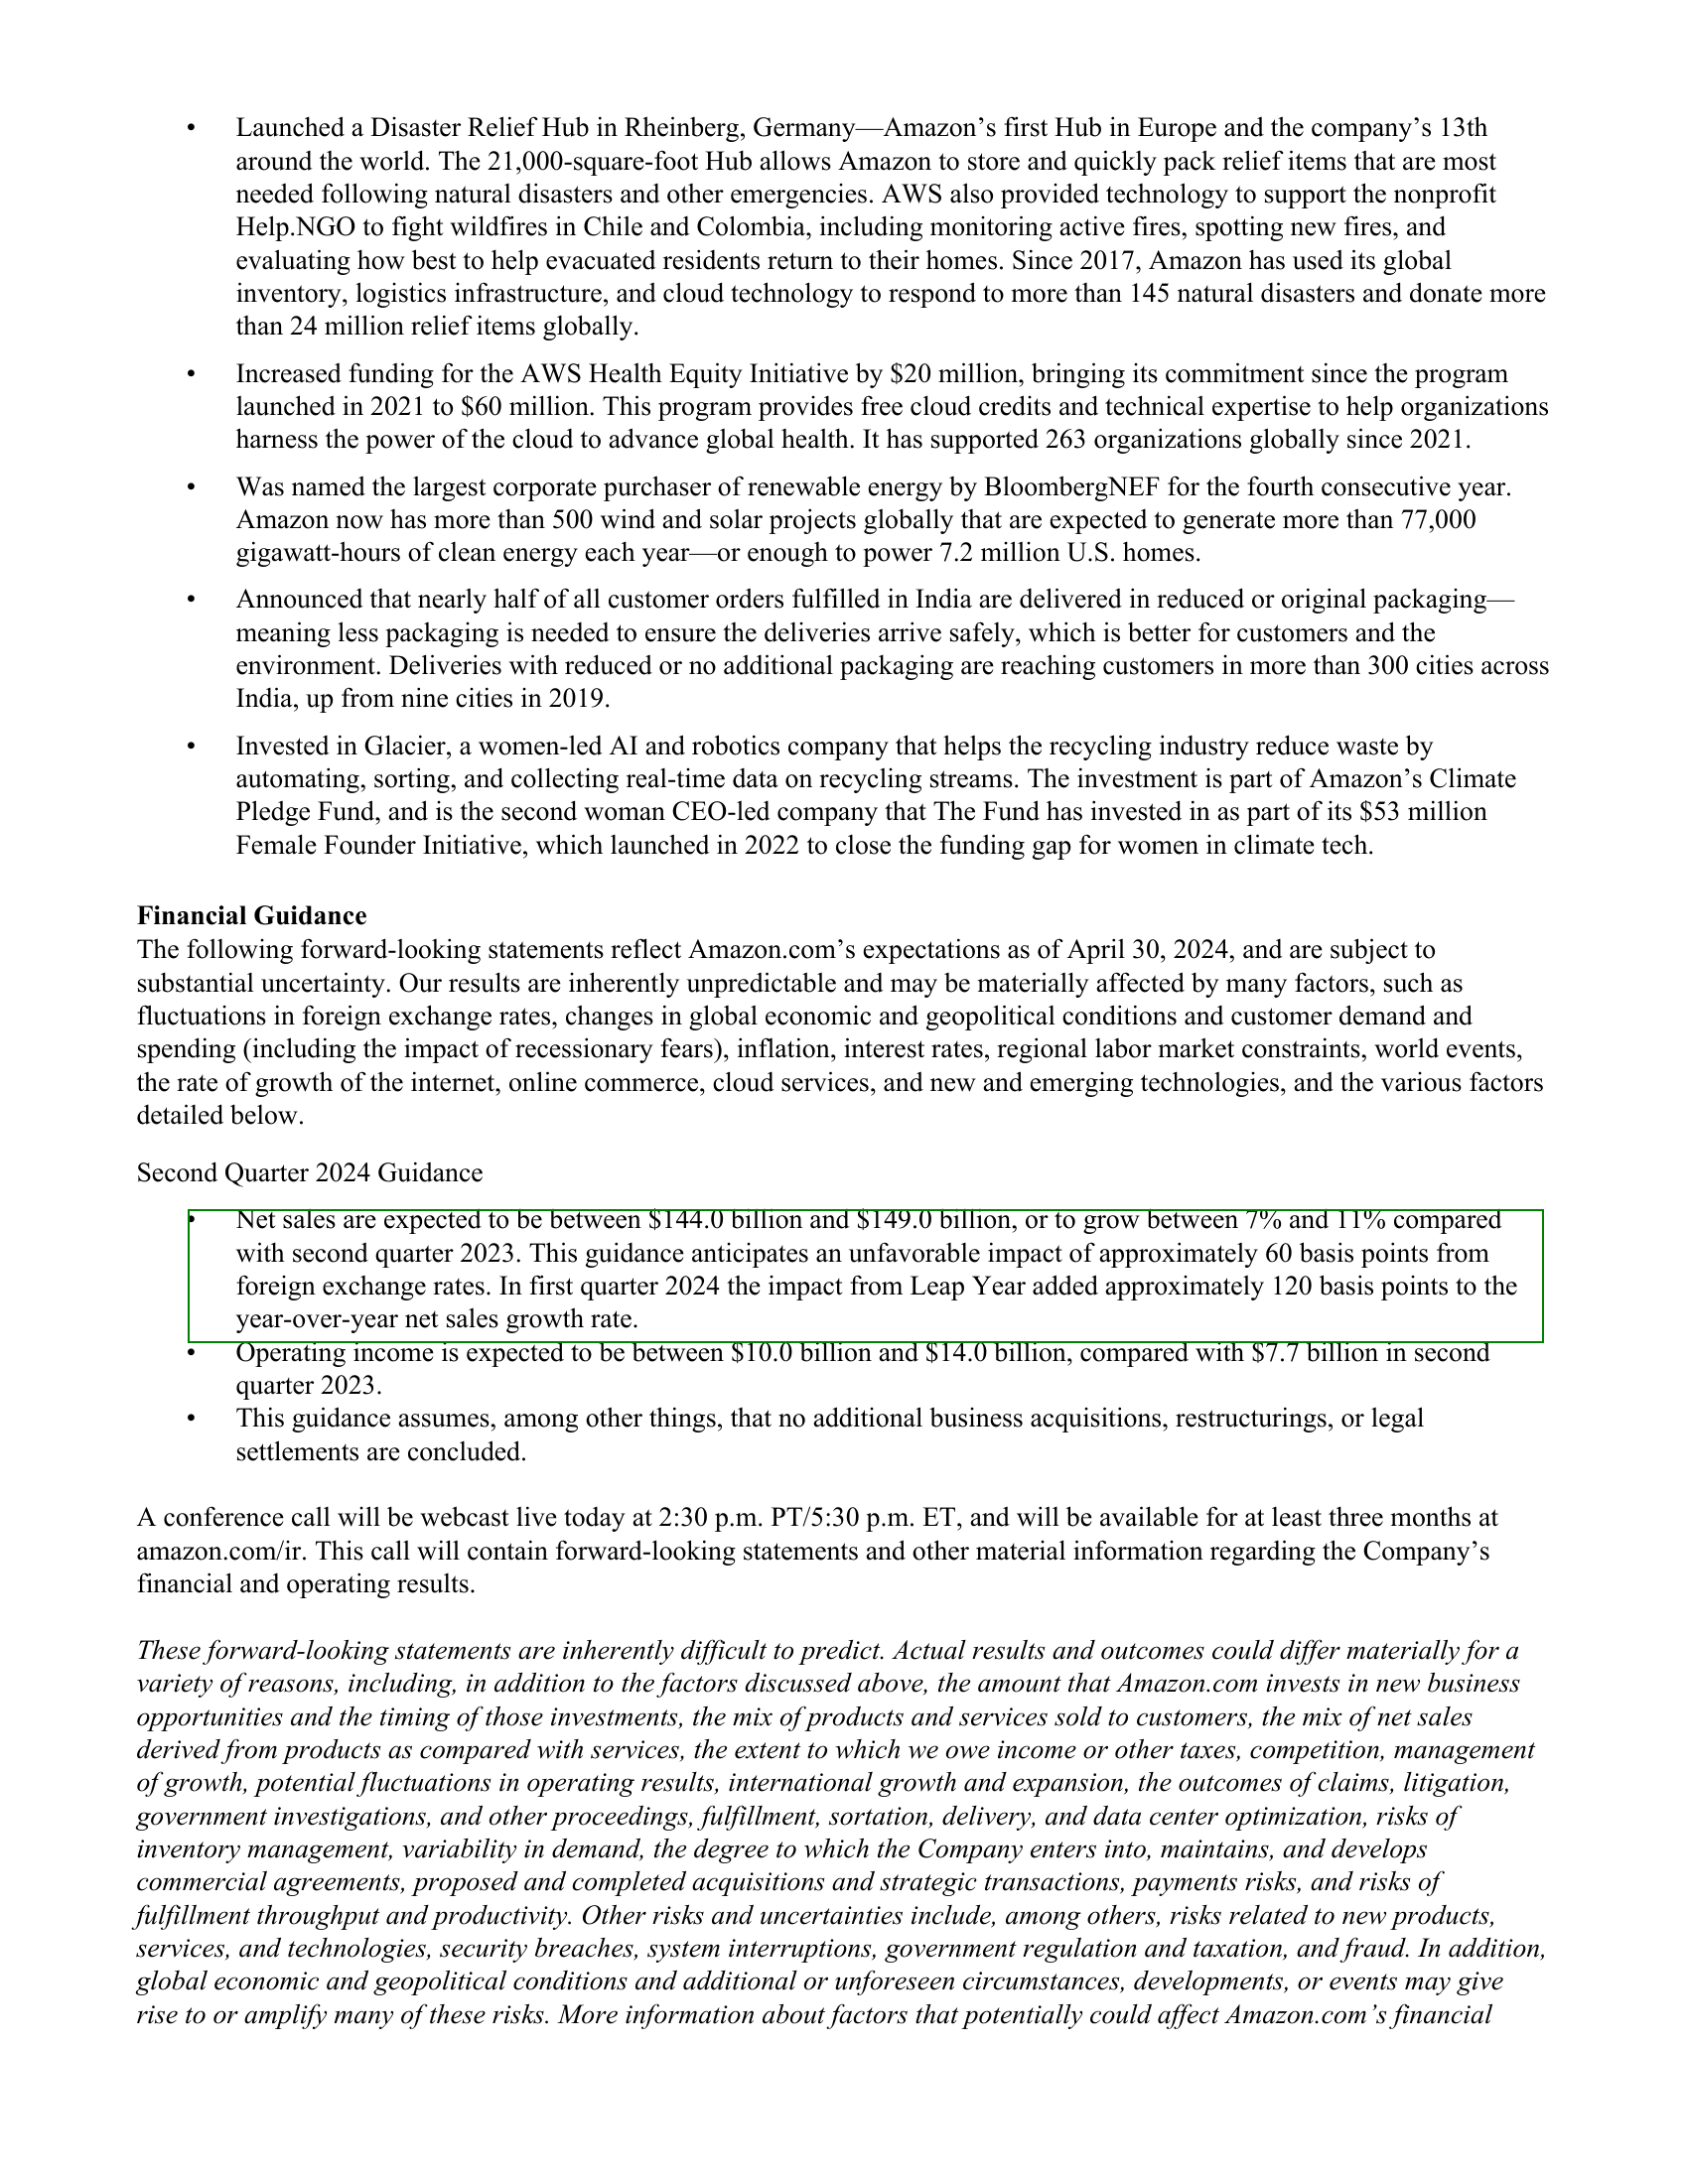 • Launched a Disaster Relief Hub in Rheinberg, Germany—Amazon’s first Hub in Europe and the company’s 13th
around the world. The 21,000-square-foot Hub allows Amazon to store and quickly pack relief items that are most
needed following natural disasters and other emergencies. AWS also provided technology to support the nonprofit
Help.NGO to fight wildfires in Chile and Colombia, including monitoring active fires, spotting new fires, and
evaluating how best to help evacuated residents return to their homes. Since 2017, Amazon has used its global
inventory, logistics infrastructure, and cloud technology to respond to more than 145 natural disasters and donate more
than 24 million relief items globally.
• Increased funding for the AWS Health Equity Initiative by $20 million, bringing its commitment since the program
launched in 2021 to $60 million. This program provides free cloud credits and technical expertise to help organizations
harness the power of the cloud to advance global health. It has supported 263 organizations globally since 2021.
• Was named the largest corporate purchaser of renewable energy by BloombergNEF for the fourth consecutive year.
Amazon now has more than 500 wind and solar projects globally that are expected to generate more than 77,000
gigawatt-hours of clean energy each year—or enough to power 7.2 million U.S. homes.
• Announced that nearly half of all customer orders fulfilled in India are delivered in reduced or original packaging—
meaning less packaging is needed to ensure the deliveries arrive safely, which is better for customers and the
environment. Deliveries with reduced or no additional packaging are reaching customers in more than 300 cities across
India, up from nine cities in 2019.
• Invested in Glacier, a women-led AI and robotics company that helps the recycling industry reduce waste by
automating, sorting, and collecting real-time data on recycling streams. The investment is part of Amazon’s Climate
Pledge Fund, and is the second woman CEO-led company that The Fund has invested in as part of its $53 million
Female Founder Initiative, which launched in 2022 to close the funding gap for women in climate tech.
Financial Guidance
The following forward-looking statements reflect Amazon.com’s expectations as of April 30, 2024, and are subject to
substantial uncertainty. Our results are inherently unpredictable and may be materially affected by many factors, such as
fluctuations in foreign exchange rates, changes in global economic and geopolitical conditions and customer demand and
spending (including the impact of recessionary fears), inflation, interest rates, regional labor market constraints, world events,
the rate of growth of the internet, online commerce, cloud services, and new and emerging technologies, and the various factors
detailed below.
Second Quarter 2024 Guidance
• Net sales are expected to be between $144.0 billion and $149.0 billion, or to grow between 7% and 11% compared
with second quarter 2023. This guidance anticipates an unfavorable impact of approximately 60 basis points from
foreign exchange rates. In first quarter 2024 the impact from Leap Year added approximately 120 basis points to the
year-over-year net sales growth rate.
• Operating income is expected to be between $10.0 billion and $14.0 billion, compared with $7.7 billion in second
quarter 2023.
• This guidance assumes, among other things, that no additional business acquisitions, restructurings, or legal
settlements are concluded.
A conference call will be webcast live today at 2:30 p.m. PT/5:30 p.m. ET, and will be available for at least three months at
amazon.com/ir. This call will contain forward-looking statements and other material information regarding the Company’s
financial and operating results.
These forward-looking statements are inherently difficult to predict. Actual results and outcomes could differ materially for a
variety of reasons, including, in addition to the factors discussed above, the amount that Amazon.com invests in new business
opportunities and the timing of those investments, the mix of products and services sold to customers, the mix of net sales
derived from products as compared with services, the extent to which we owe income or other taxes, competition, management
of growth, potential fluctuations in operating results, international growth and expansion, the outcomes of claims, litigation,
government investigations, and other proceedings, fulfillment, sortation, delivery, and data center optimization, risks of
inventory management, variability in demand, the degree to which the Company enters into, maintains, and develops
commercial agreements, proposed and completed acquisitions and strategic transactions, payments risks, and risks of
fulfillment throughput and productivity. Other risks and uncertainties include, among others, risks related to new products,
services, and technologies, security breaches, system interruptions, government regulation and taxation, and fraud. In addition,
global economic and geopolitical conditions and additional or unforeseen circumstances, developments, or events may give
rise to or amplify many of these risks. More information about factors that potentially could affect Amazon.com’s financial